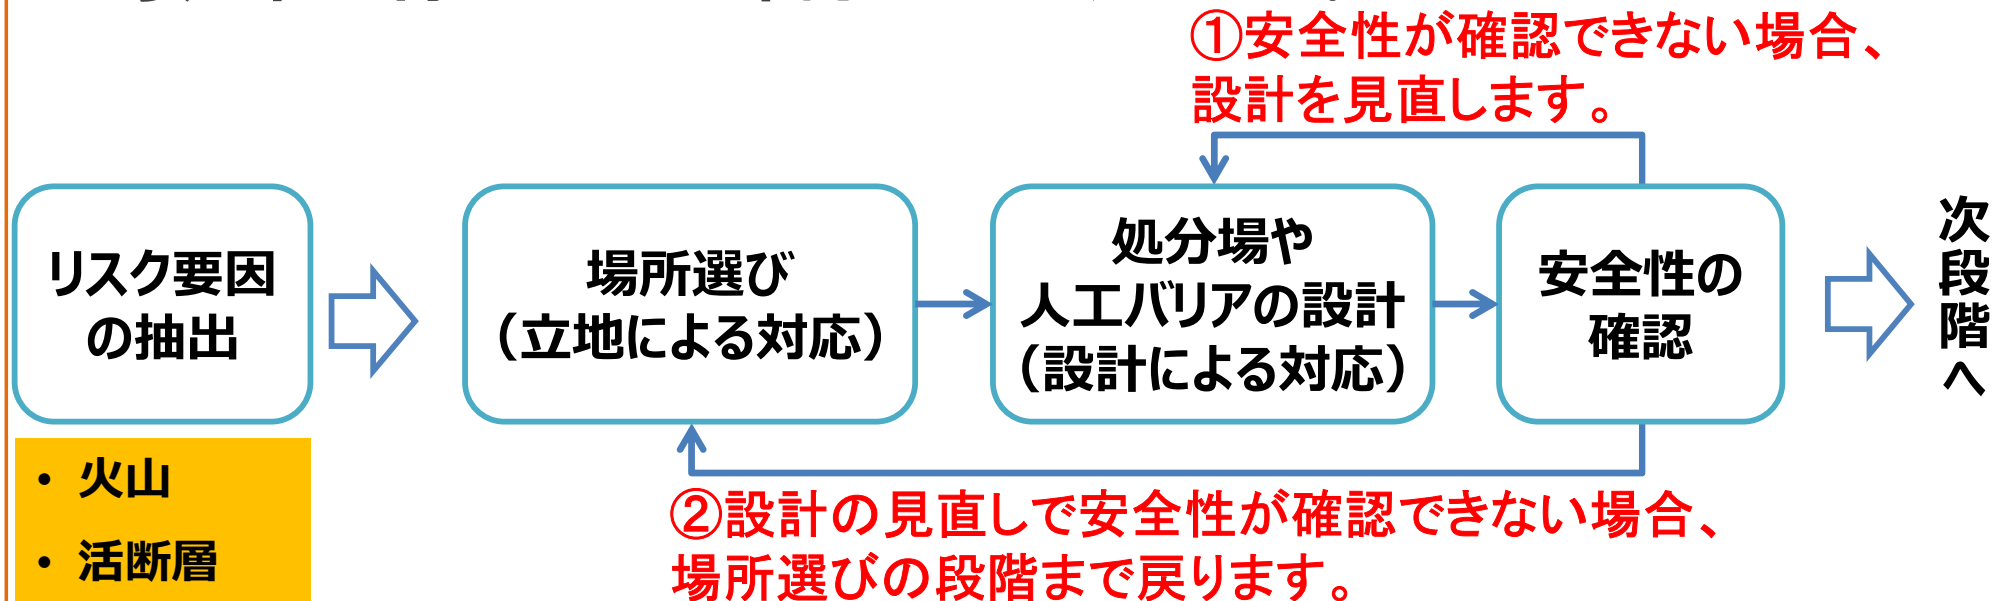 ①安全性が確認できない場合、
設計を見直します。
リスク要因
の抽出
場所選び
（立地による対応）
処分場や
人工バリアの設計
（設計による対応）
安全性の
確認
次段階へ
• 火山
• 活断層
②設計の見直しで安全性が確認できない場合、
場所選びの段階まで戻ります。